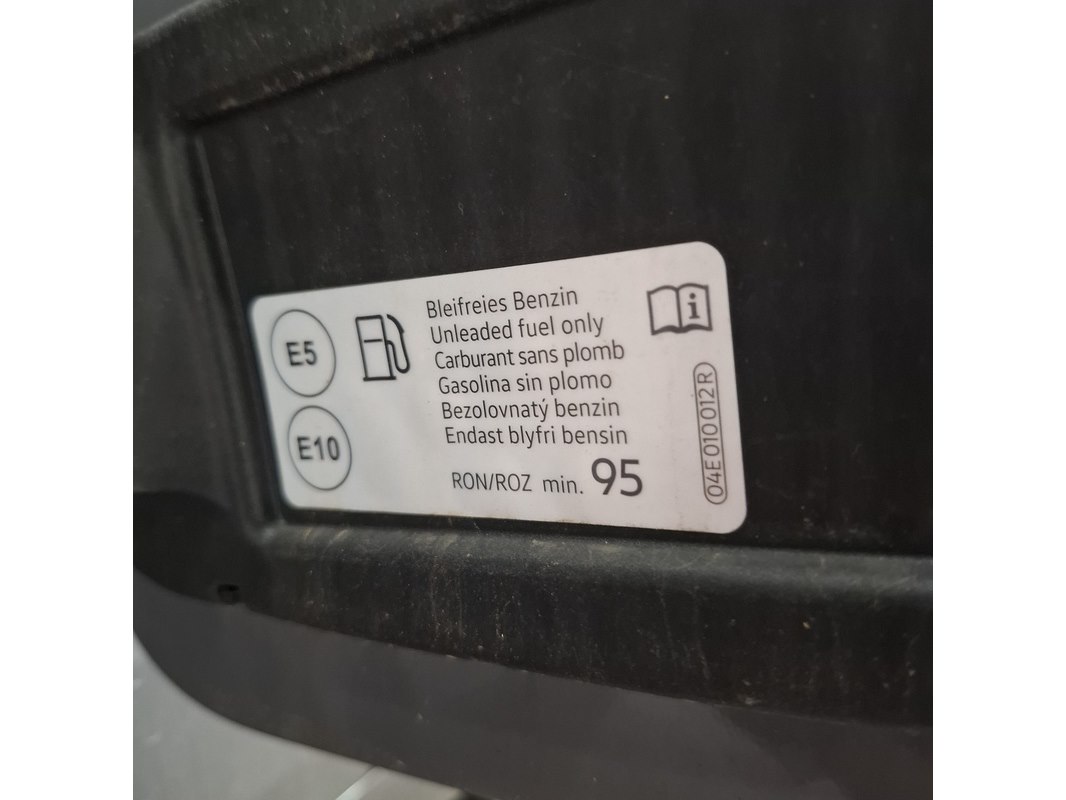 E5
E10
Bleifreies Benzin
Unleaded fuel only
Carburant sans plomb
Gasolina sin plomo
Bezolovnatý benzin
Endast blyfri bensin
RON/ROZ min. 95
i
04E010012R